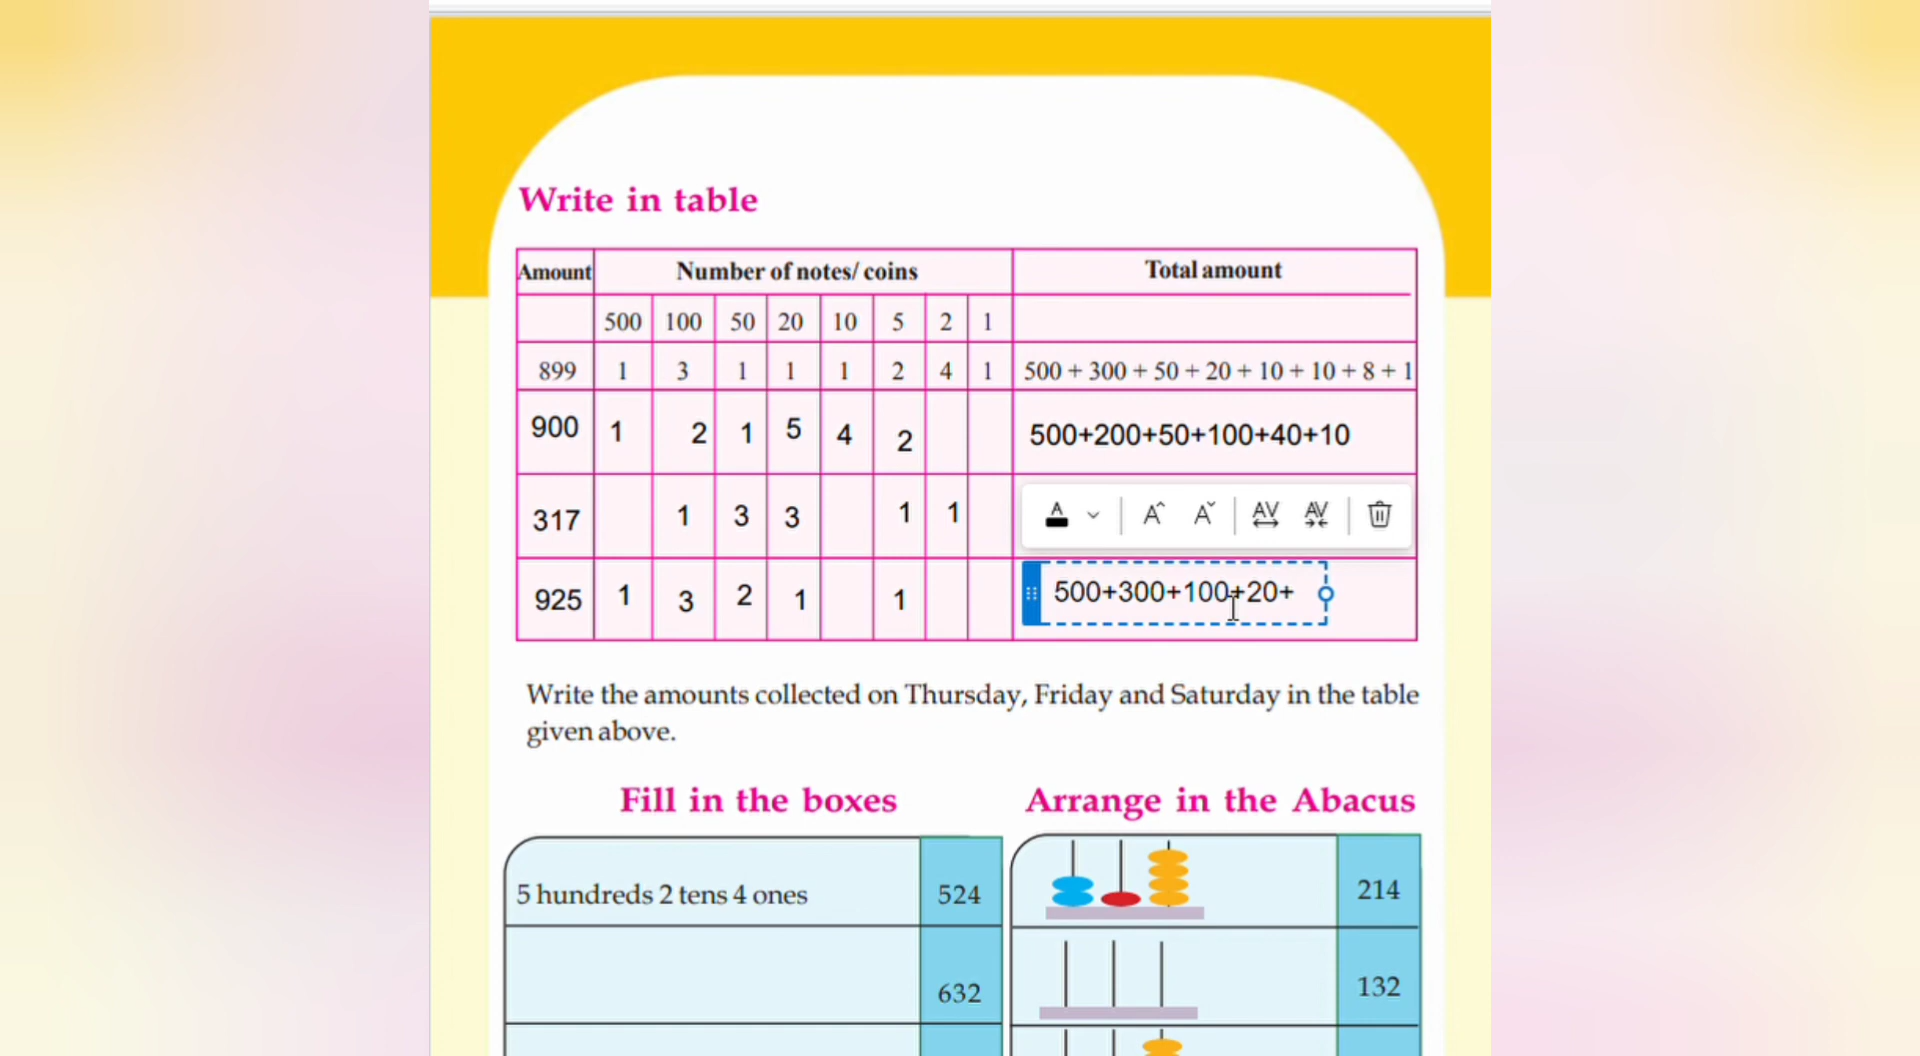 Write in table
Amount Number of notes/ coins Total amount
500 100 50 20 10 5 2 1
899 1 3 1 1 1 2 4 1 500 + 300 + 50 + 20 + 10 + 10 + 8 + 1
900 1 2 1 5 4 2 500+200+50+100+40+10
317 1 3 3 1 1
925 1 3 2 1 1 500+300+100+20+
Write the amounts collected on Thursday, Friday and Saturday in the table
given above.
Fill in the boxes
5 hundreds 2 tens 4 ones 524
632
Arrange in the Abacus
214
132